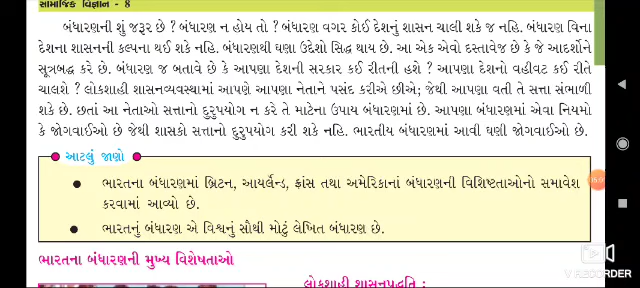 સામાજિક વિજ્ઞાન - 8
બંધારણની શું જરૂર છે ? બંધારણ ન હોય તો ? બંધારણ વગર કોઈ દેશનું શાસન ચાલી શકે જ નહિ. બંધારણ વિના
દેશના શાસનની કલ્પના થઈ શકે નહિ. બંધારણથી ઘણા ઉદ્દેશો સિદ્ધ થાય છે. આ એક એવો દસ્તાવેજ છે કે જે આદર્શોને
સૂત્રબદ્ધ કરે છે. બંધારણ જ બતાવે છે કે આપણા દેશની સરકાર કઈ રીતની હશે ? આપણા દેશનો વહીવટ કઈ રીતે
ચાલશે ? લોકશાહી શાસનવ્યવસ્થામાં આપણે આપણા નેતાને પસંદ કરીએ છીએ; જેથી આપણા વતી તે સત્તા સંભાળી
શકે છે. છતાં આ નેતાઓ સત્તાનો દુરુપયોગ ન કરે તે માટેના ઉપાય બંધારણમાં છે. આપણા બંધારણમાં એવા નિયમો
કે જોગવાઈઓ છે જેથી શાસકો સત્તાનો દુરુપયોગ કરી શકે નહિ. ભારતીય બંધારણમાં આવી ઘણી જોગવાઈઓ છે.
આટલું જાણો
● ભારતના બંધારણમાં બ્રિટન, આયર્લૅન્ડ, ફ્રાંસ તથા અમેરિકાનાં બંધારણની વિશિષ્ટતાઓનો સમાવેશ
કરવામાં આવ્યો છે.
● ભારતનું બંધારણ એ વિશ્વનું સૌથી મોટું લેખિત બંધારણ છે.
ભારતના બંધારણની મુખ્ય વિશેષતાઓ
લોકશાહી શાસનપદ્ધતિ :
V RECORDER